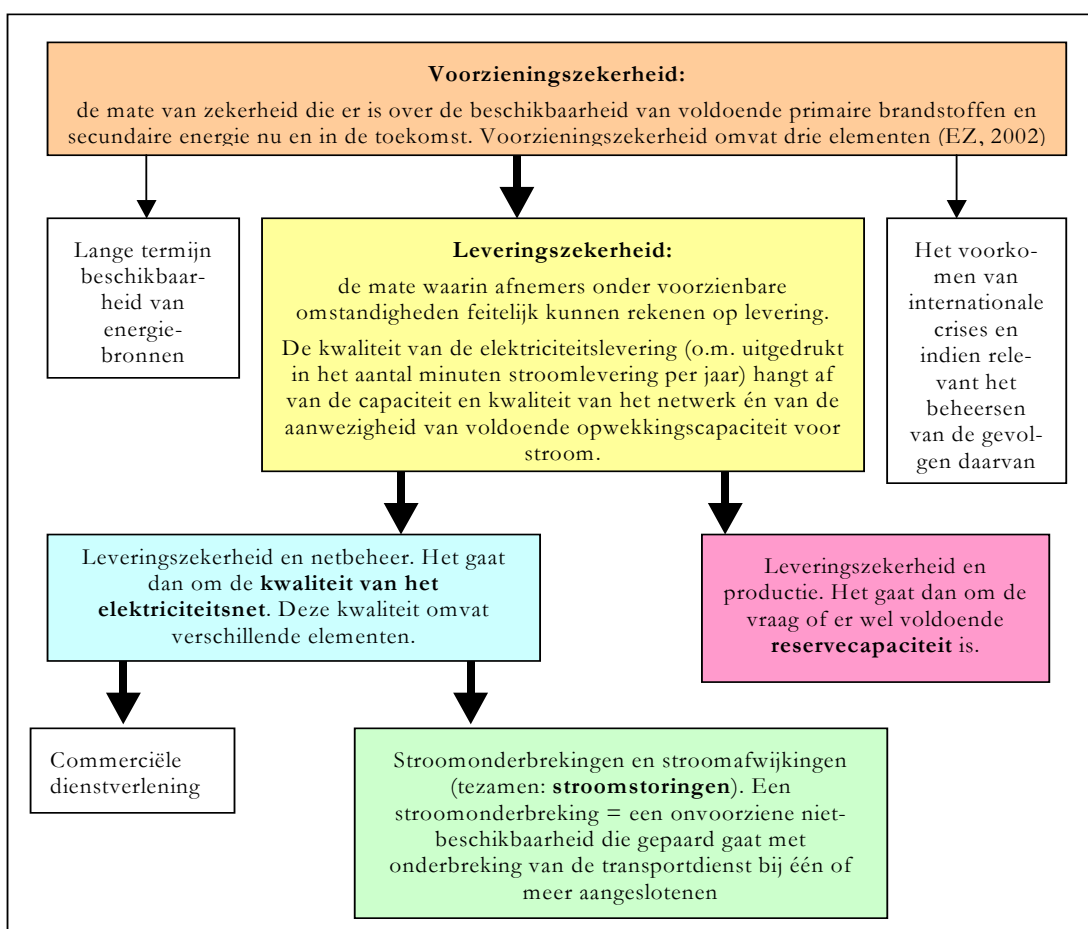 Voorzieningszekerheid:
de mate van zekerheid die er is over de beschikbaarheid van voldoende primaire brandstoffen en
secundaire energie nu en in de toekomst. Voorzieningszekerheid omvat drie elementen (EZ, 2002)
Lange termijn
beschikbaar-
heid van
energie-
bronnen
Leveringszekerheid:
de mate waarin afnemers onder voorzienbare
omstandigheden feitelijk kunnen rekenen op levering.
De kwaliteit van de elektriciteitslevering (o.m. uitgedrukt
in het aantal minuten stroomlevering per jaar) hangt af
van de capaciteit en kwaliteit van het netwerk én van de
aanwezigheid van voldoende opwekkingscapaciteit voor
stroom.
Het voorko-
men van
internationale
crises en
indien rele-
vant het
beheersen
van de gevol-
gen daarvan
Leveringszekerheid en netbeheer. Het gaat
dan om de kwaliteit van het
elektriciteitsnet. Deze kwaliteit omvat
verschillende elementen.
Leveringszekerheid en
productie. Het gaat dan om de
vraag of er wel voldoende
reservecapaciteit is.
Commerciële
dienstverlening
Stroomonderbrekingen en stroomafwijkingen
(tezamen: stroomstoringen). Een
stroomonderbreking = een onvoorziene niet-
beschikbaarheid die gepaard gaat met
onderbreking van de transportdienst bij één of
meer aangeslotenen